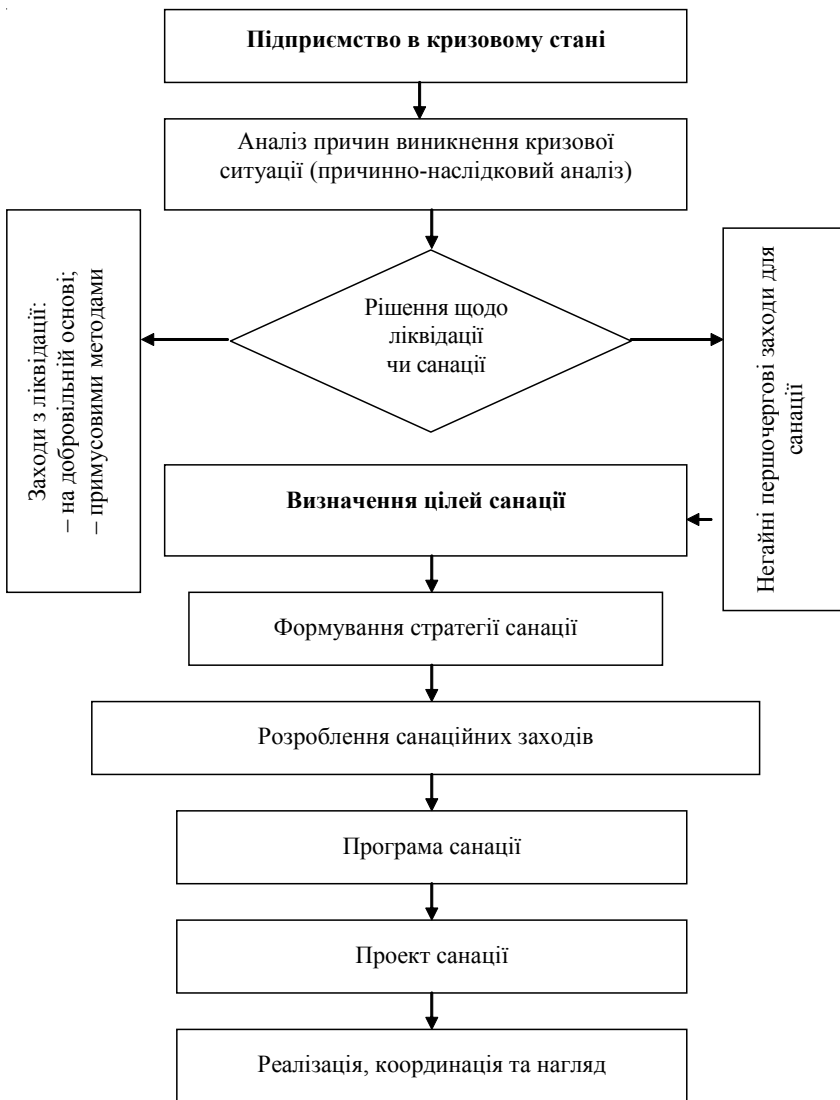 Підприємство в кризовому стані
Аналіз причин виникнення кризової
ситуації (причинно-наслідковий аналіз)
Заходи з ліквідації:
– на добровільній основі;
– примусовими методами
Рішення щодо
ліквідації
чи санації
Негайні першочергові заходи для
санації
Визначення цілей санації
Формування стратегії санації
Розроблення санаційних заходів
Програма санації
Проект санації
Реалізація, координація та нагляд